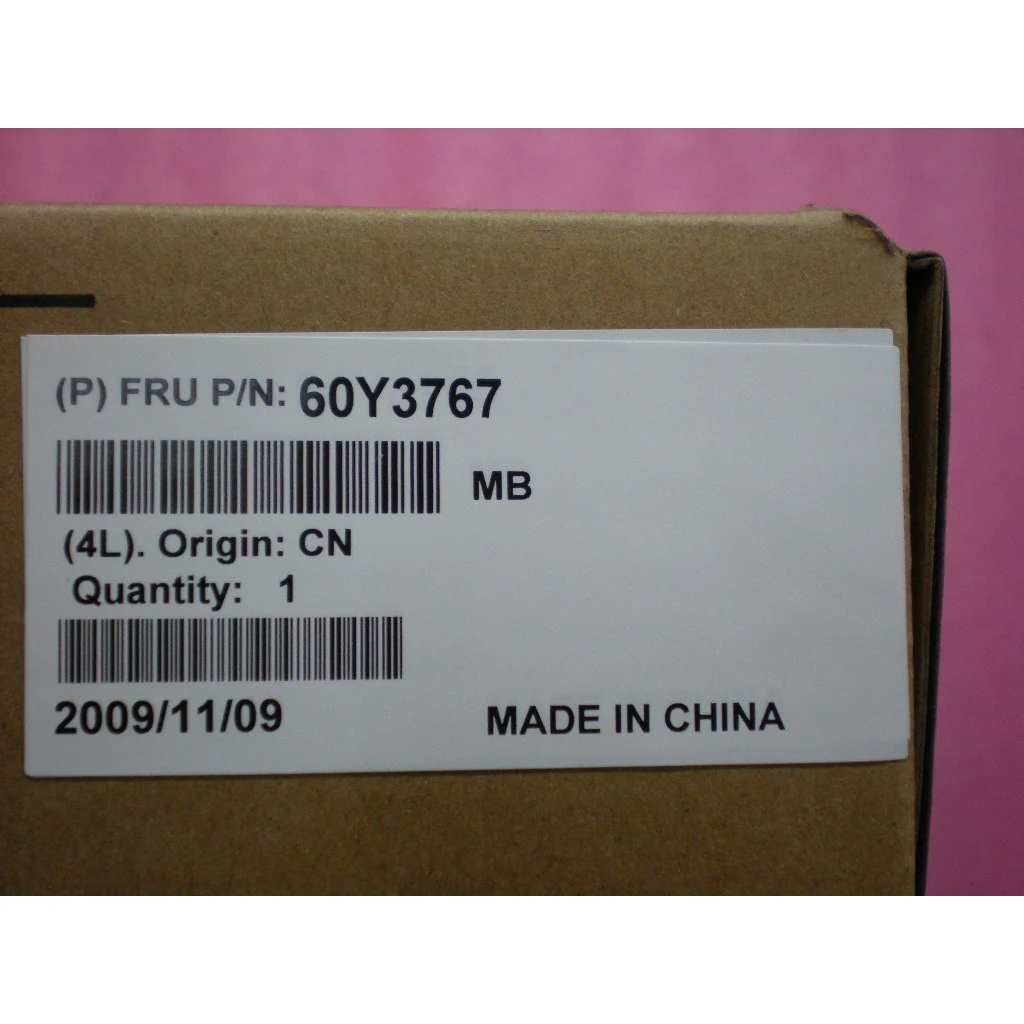 (P) FRU P/N: 60Y3767
MB
(4L). Origin: CN
Quantity: 1
2009/11/09 MADE IN CHINA